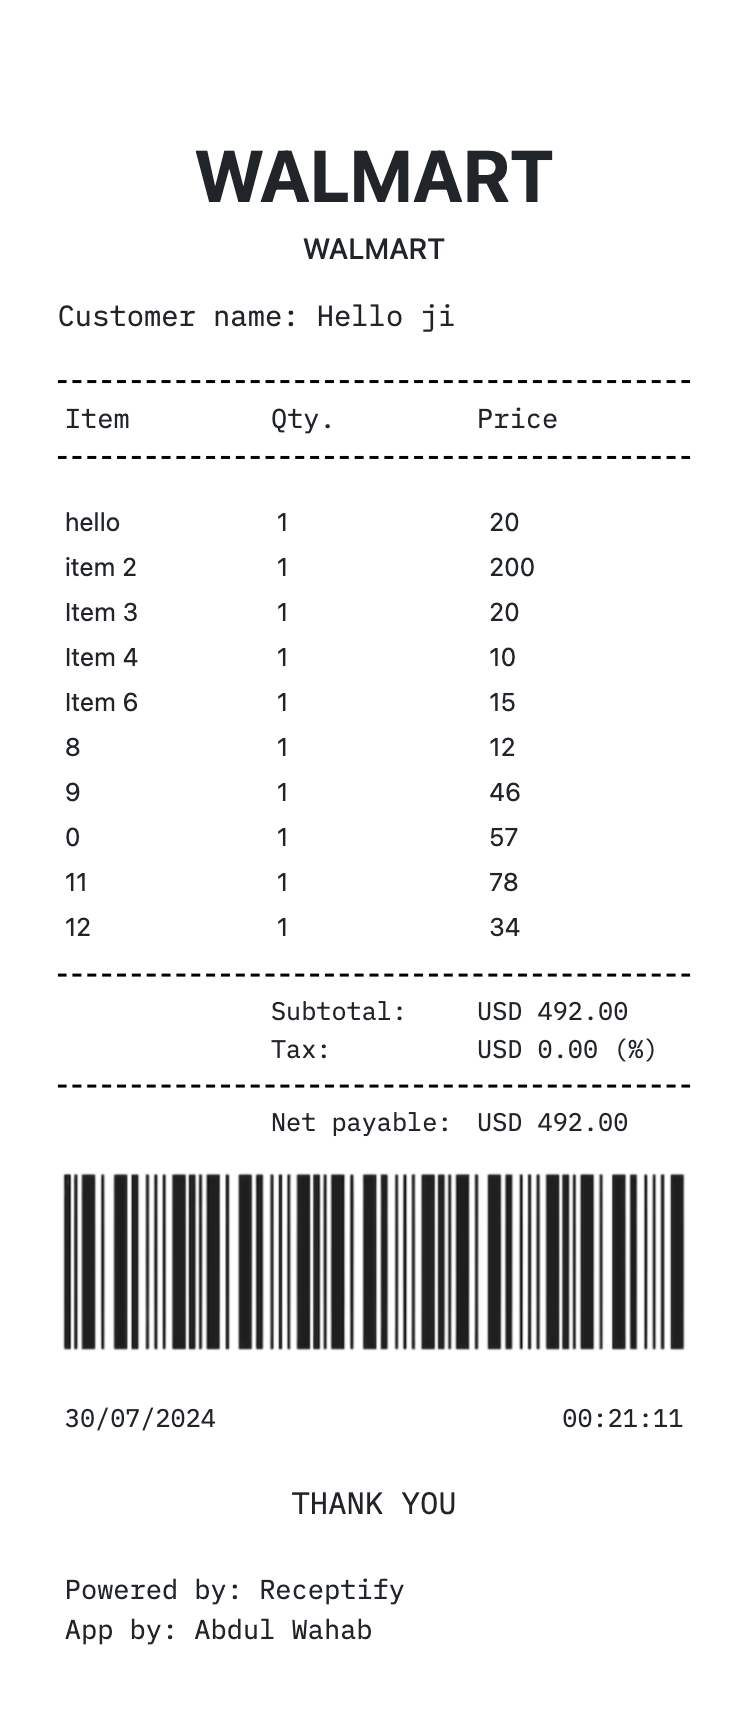 WALMART
WALMART
Customer name: Hello ji
Item Qty. Price
hello 1 20
item 2 1 200
Item 3 1 20
Item 4 1 10
Item 6 1 15
8 1 12
9 1 46
0 1 57
11 1 78
12 1 34
Subtotal: USD 492.00
Tax: USD 0.00 (%)
Net payable: USD 492.00
30/07/2024 00:21:11
THANK YOU
Powered by: Receptify
App by: Abdul Wahab